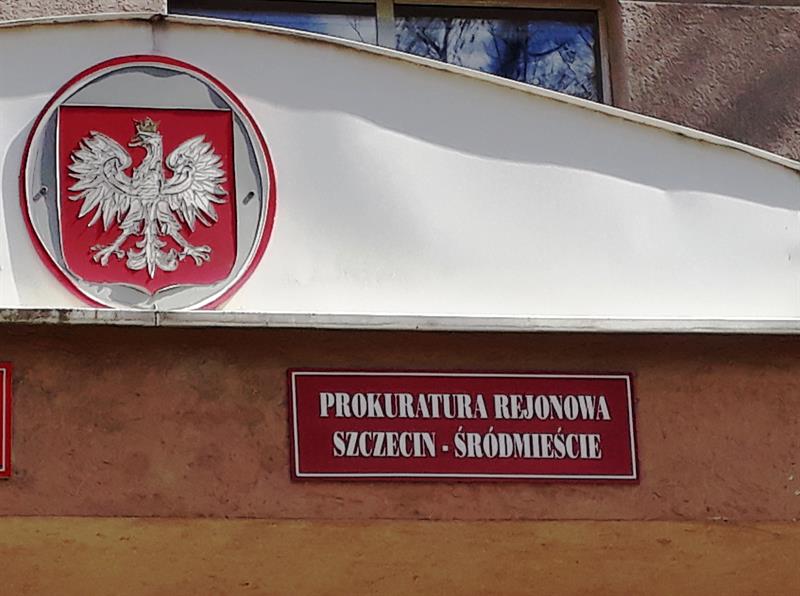 PROKURATURA REJONOWA
SZCZECIN - ŚRÓDMIEŚCIE